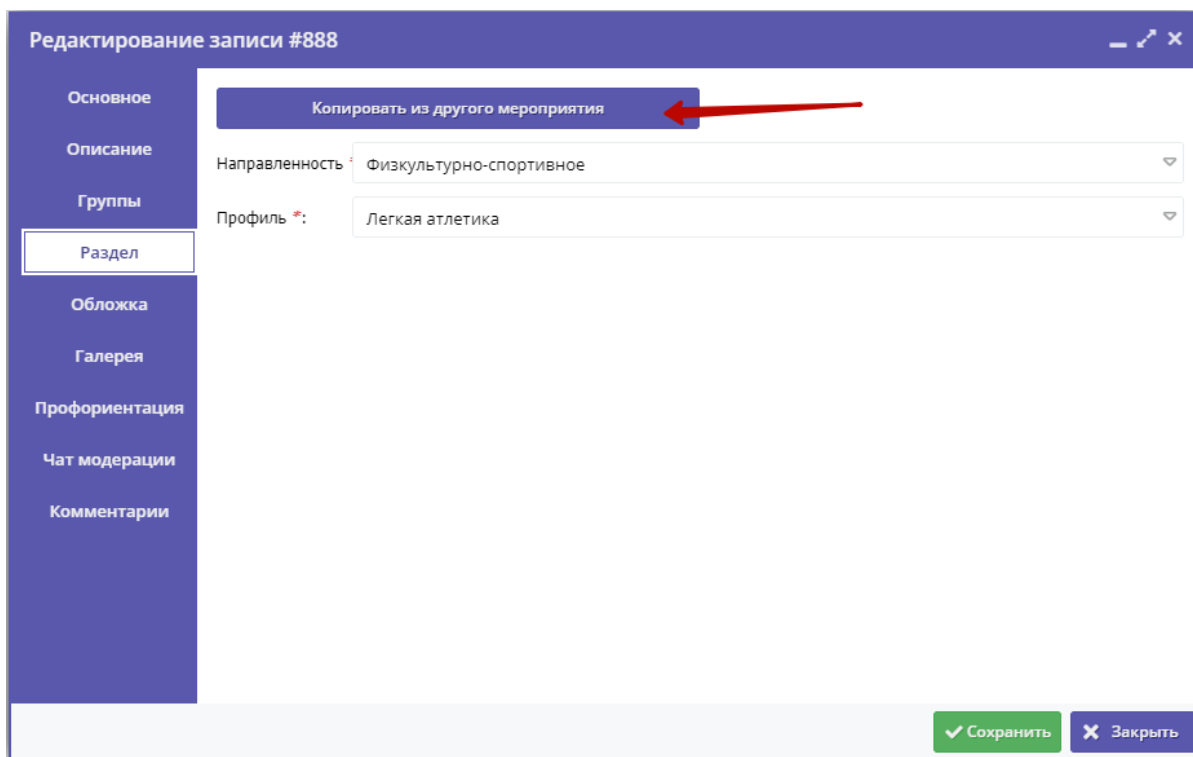 Редактирование записи #888
Основное
Описание
Группы
Раздел
Обложка
Галерея
Профориентация
Чат модерации
Комментарии
Копировать из другого мероприятия
Направленность * Физкультурно-спортивное
Профиль *: Легкая атлетика
Сохранить
Закрыть